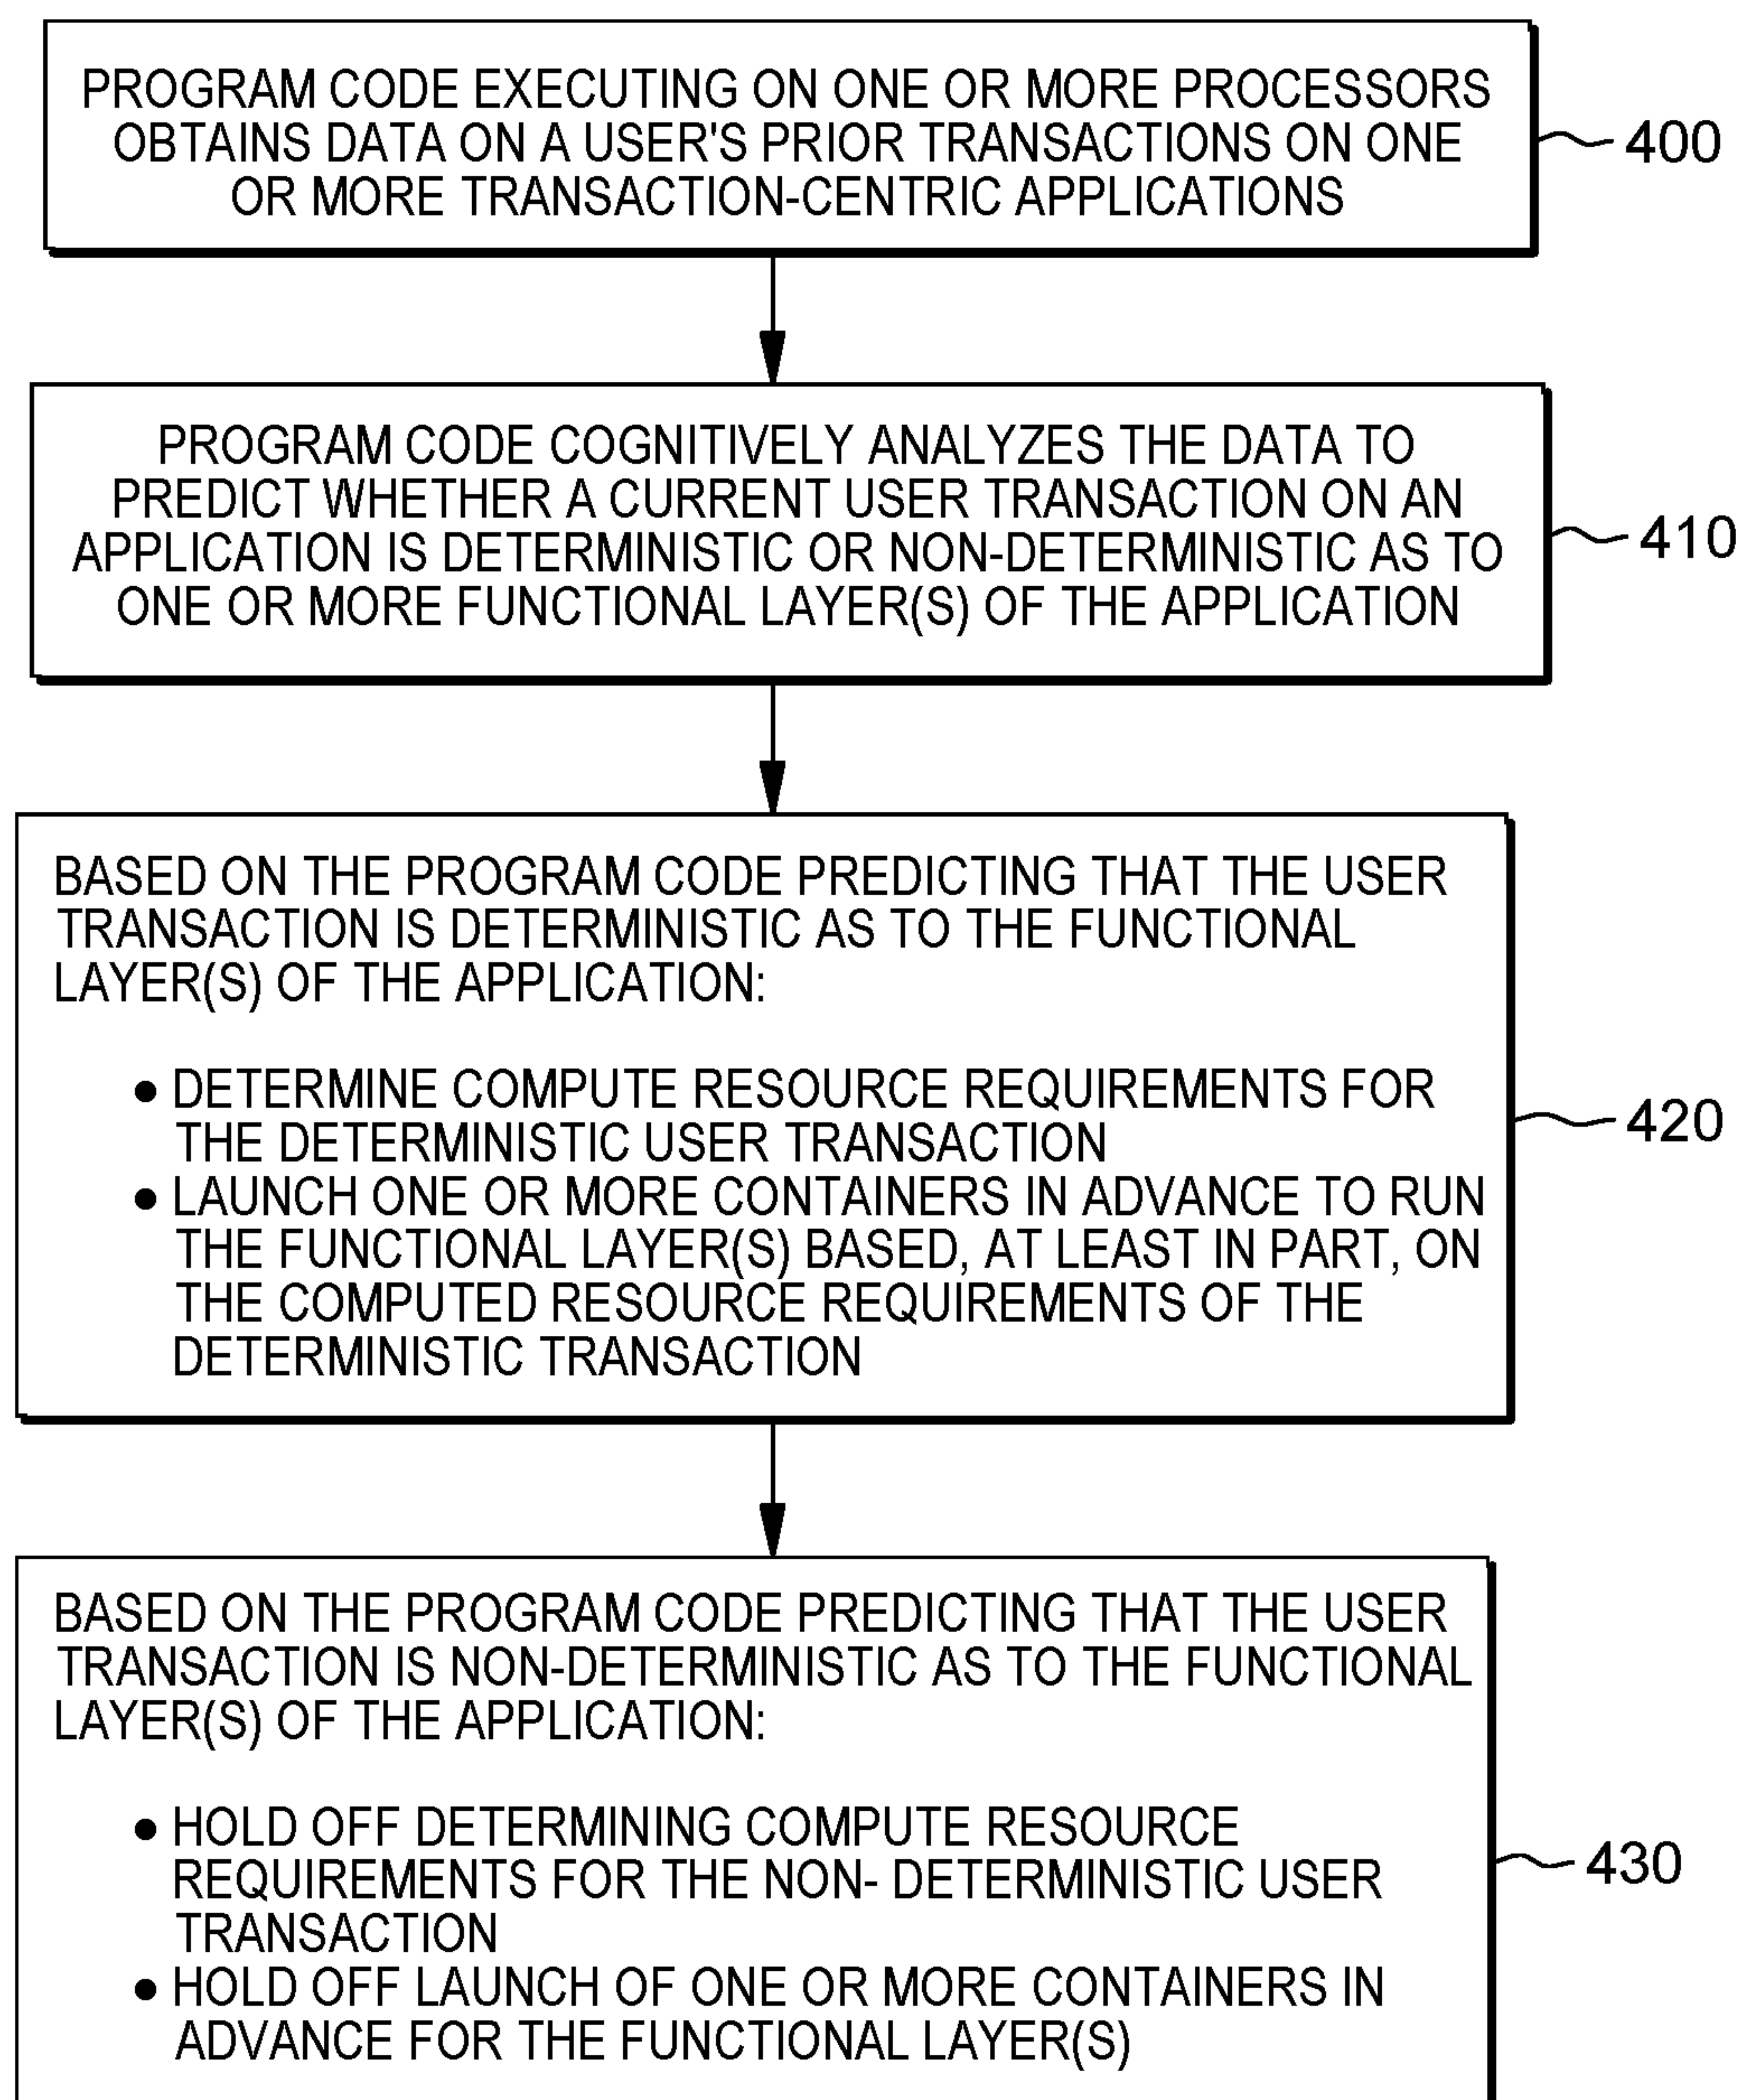 PROGRAM CODE EXECUTING ON ONE OR MORE PROCESSORS
OBTAINS DATA ON A USER'S PRIOR TRANSACTIONS ON ONE
OR MORE TRANSACTION-CENTRIC APPLICATIONS
400
PROGRAM CODE COGNITIVELY ANALYZES THE DATA TO
PREDICT WHETHER A CURRENT USER TRANSACTION ON AN
APPLICATION IS DETERMINISTIC OR NON-DETERMINISTIC AS TO
ONE OR MORE FUNCTIONAL LAYER(S) OF THE APPLICATION
410
BASED ON THE PROGRAM CODE PREDICTING THAT THE USER
TRANSACTION IS DETERMINISTIC AS TO THE FUNCTIONAL
LAYER(S) OF THE APPLICATION:
● DETERMINE COMPUTE RESOURCE REQUIREMENTS FOR
THE DETERMINISTIC USER TRANSACTION
● LAUNCH ONE OR MORE CONTAINERS IN ADVANCE TO RUN
THE FUNCTIONAL LAYER(S) BASED, AT LEAST IN PART, ON
THE COMPUTED RESOURCE REQUIREMENTS OF THE
DETERMINISTIC TRANSACTION
420
BASED ON THE PROGRAM CODE PREDICTING THAT THE USER
TRANSACTION IS NON-DETERMINISTIC AS TO THE FUNCTIONAL
LAYER(S) OF THE APPLICATION:
● HOLD OFF DETERMINING COMPUTE RESOURCE
REQUIREMENTS FOR THE NON- DETERMINISTIC USER
TRANSACTION
● HOLD OFF LAUNCH OF ONE OR MORE CONTAINERS IN
ADVANCE FOR THE FUNCTIONAL LAYER(S)
430